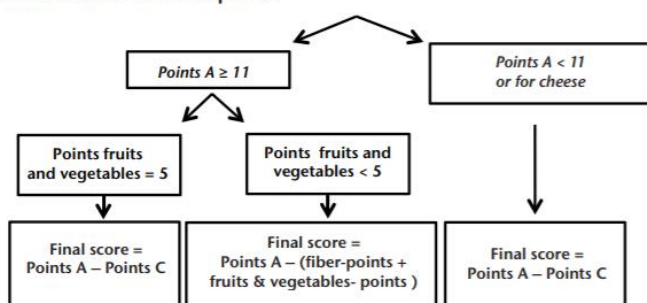 Points A ≥ 11
Points A < 11
or for cheese
Points fruits
and vegetables = 5
Points fruits and
vegetables < 5
Final score =
Points A – Points C
Final score =
Points A – (fiber-points +
fruits & vegetables- points )
Final score =
Points A – Points C